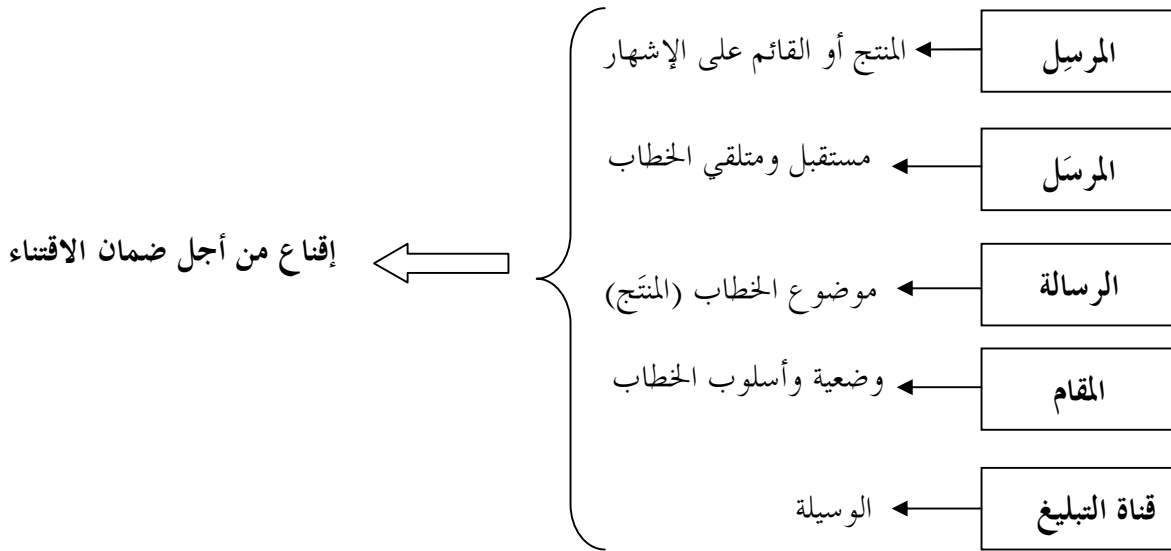 المرسِل
المنتج أو القائم على الإشهار
المرسَل
مستقبل ومتلقي الخطاب
الرسالة
موضوع الخطاب (المنتَج)
المقام
وضعية وأسلوب الخطاب
قناة التبليغ
الوسيلة
إقناع من أجل ضمان الاقتناء